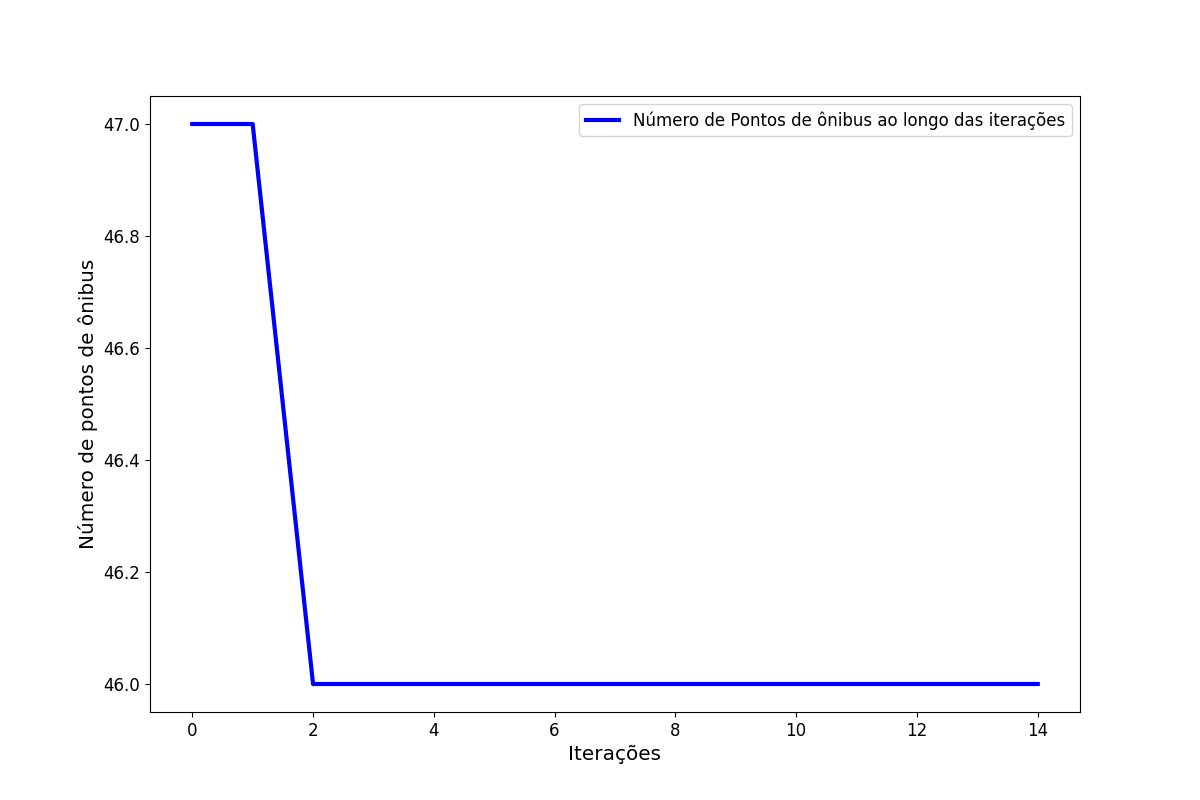 Número de Pontos de ônibus ao longo das iterações
47.0
46.8
46.6
46.4
46.2
46.0
Número de pontos de ônibus
0 2 4 6 8 10 12 14
Iterações